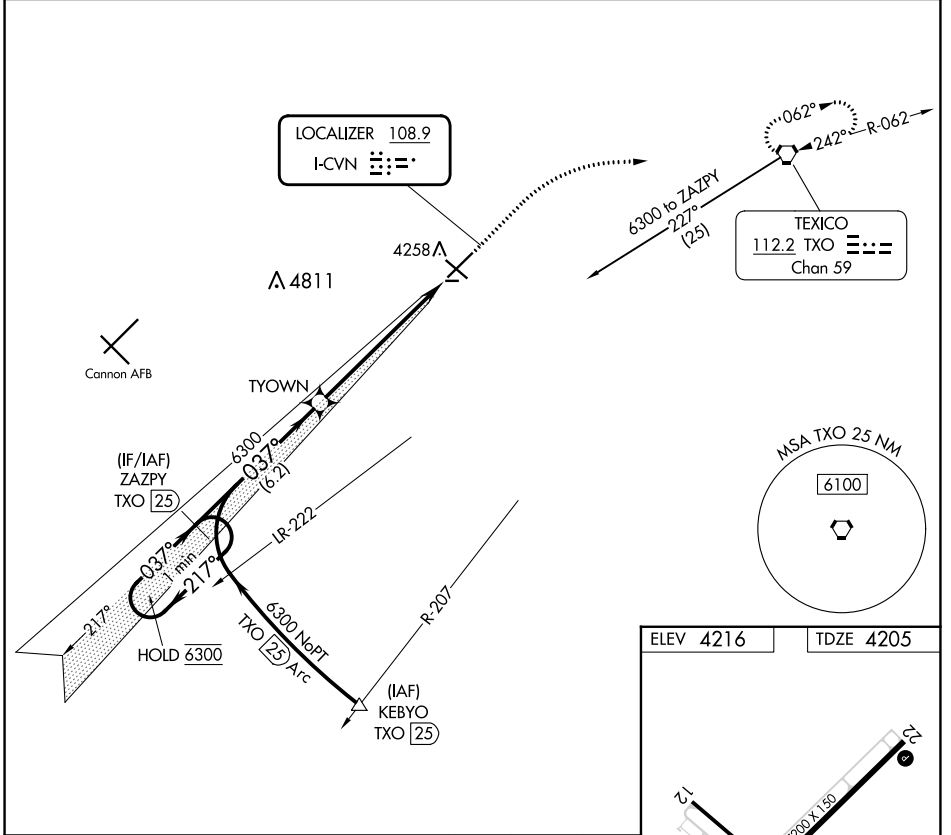 LOCALIZER 108.9
I-CVN
062°
242°
R-062
6300 to ZAZPY
227°
(25)
TEXICO
112.2 TXO
Chan 59
4258
4811
Cannon AFB
TYOWN
6300
037°
(6.2)
(IF/IAF)
ZAZPY
TXO 25
LR-222
037°
1 min
217°
217°
HOLD 6300
6300 NoPT
TXO 25 Arc
R-207
(IAF)
KEBYO
TXO 25
MSA TXO 25 NM
6100
ELEV 4216
TDZE 4205
22
P
12
200 X 150